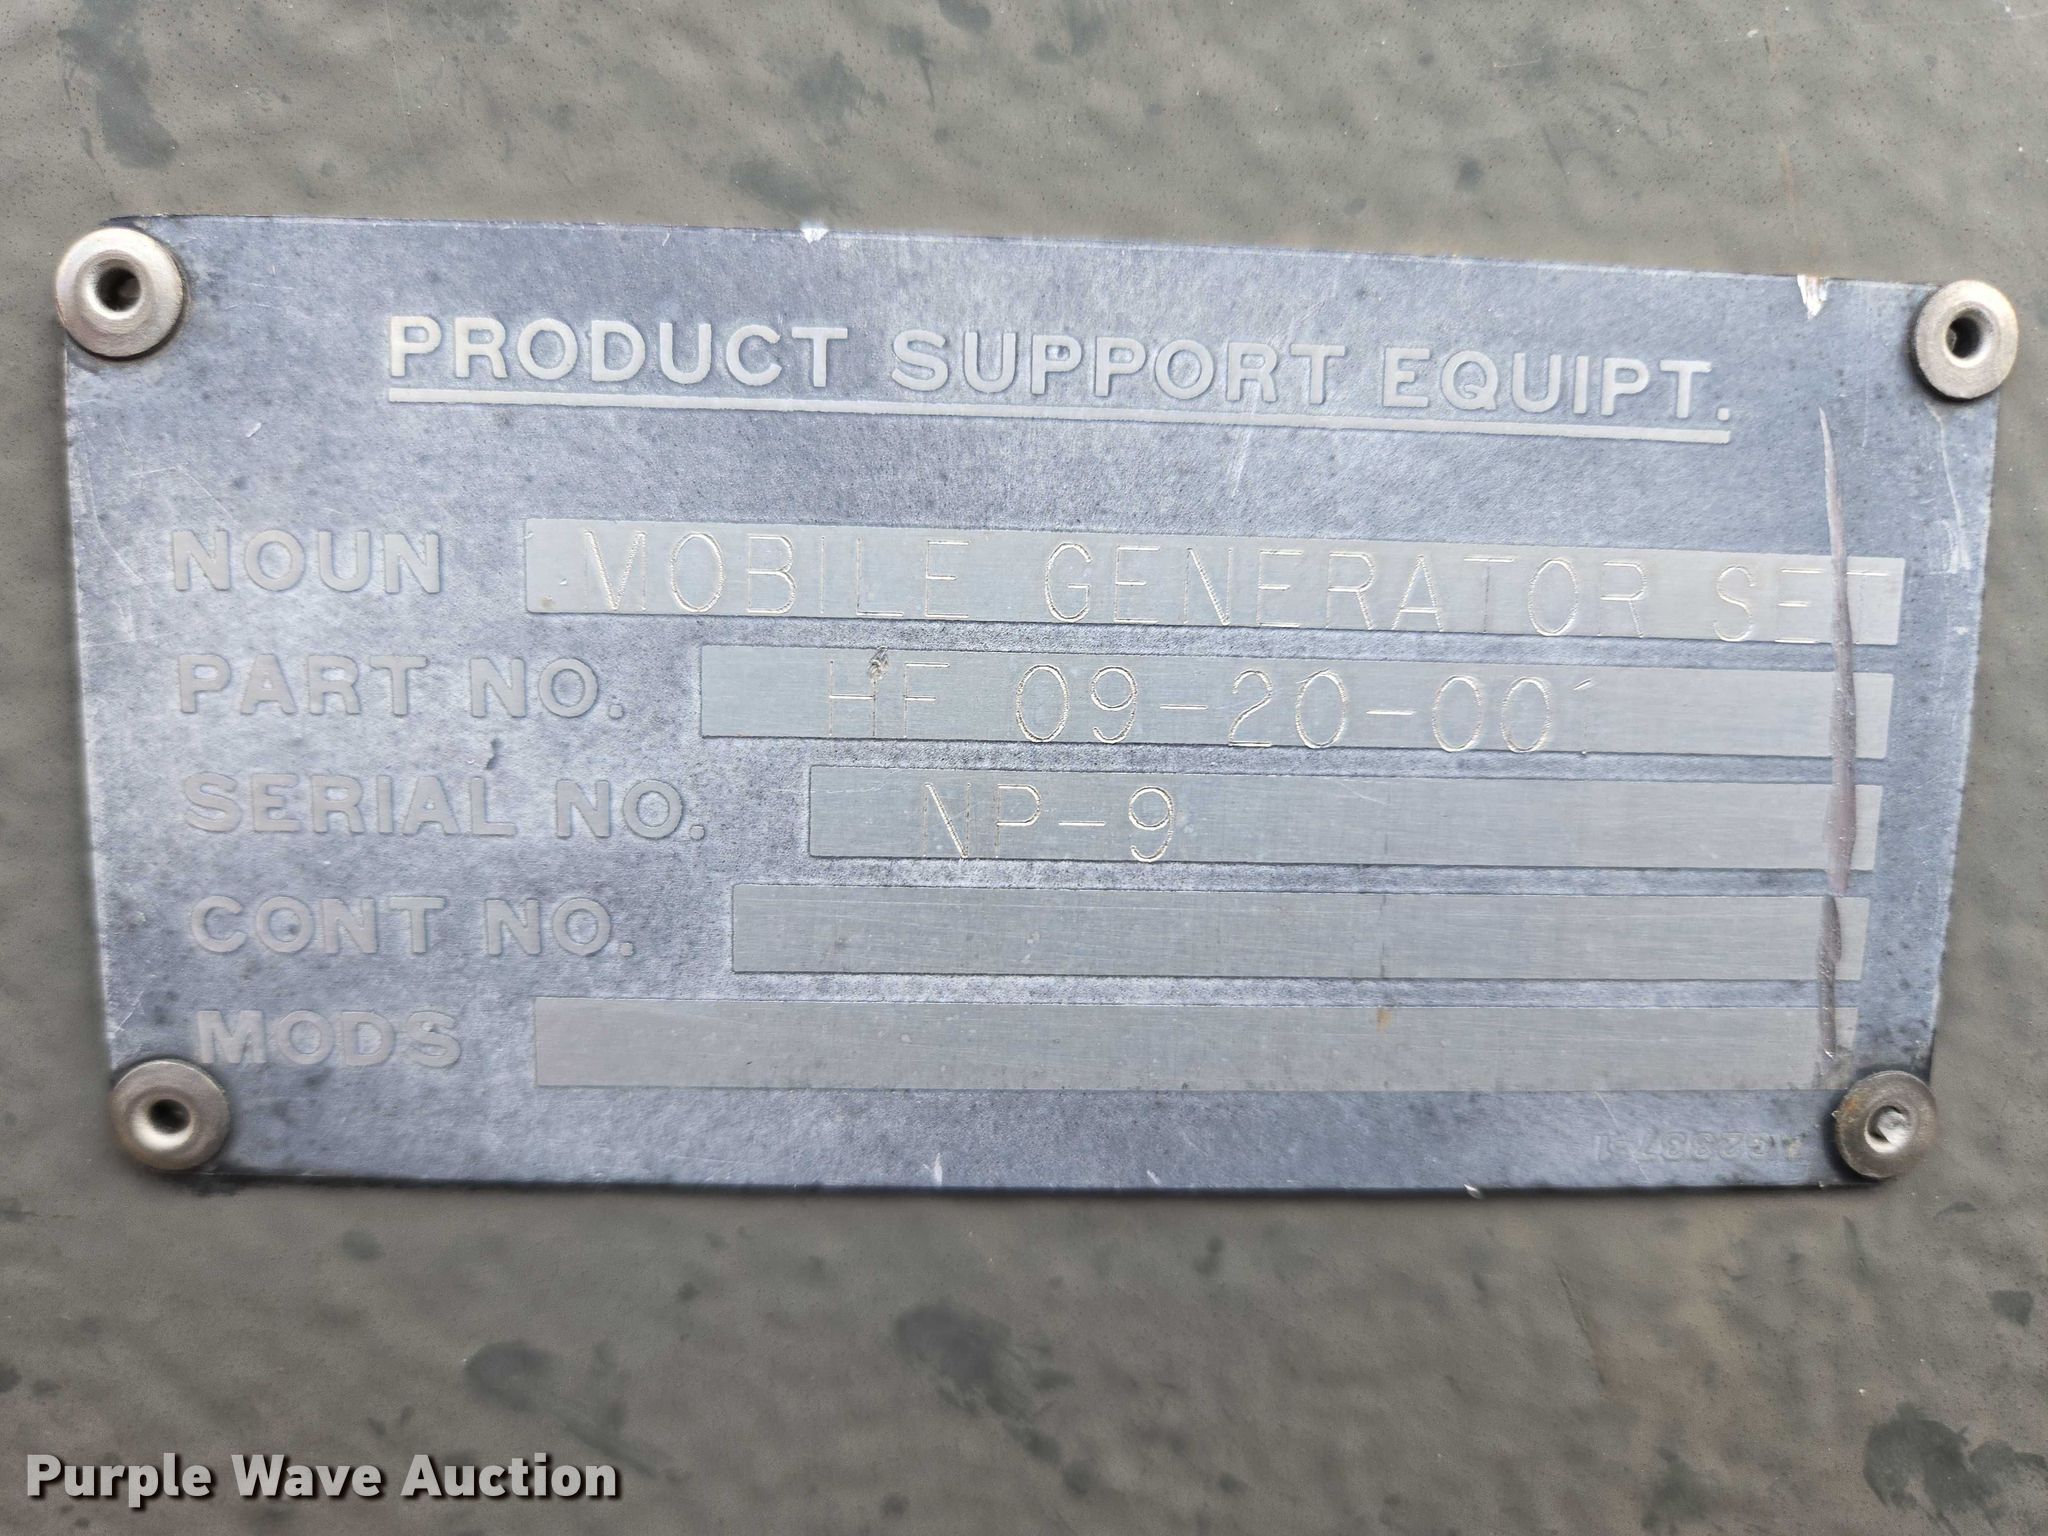 PRODUCT SUPPORT EQUIPT.
NOUN MOBILE GENERATOR SET
PART NO. HF 09-20-00
SERIAL NO. NP-9
CONT NO.
MODS
Purple Wave Auction